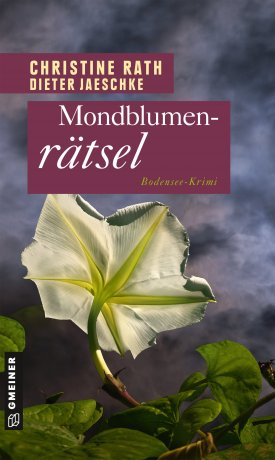 CHRISTINE RATH
DIETER JAESCHKE
Mondblumen-
rätsel
Bodensee-Krimi
GMEINER